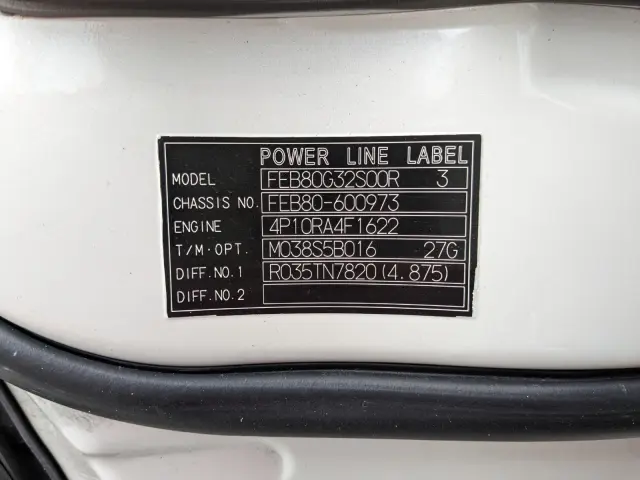 POWER LINE LABEL
MODEL FEB80G32S00R 3
CHASSIS NO. FEB80-600973
ENGINE 4P10RA4F1622
T/M·OPT. M038S5B016 27G
DIFF.NO.1 R035TN7820(4.875)
DIFF.NO.2